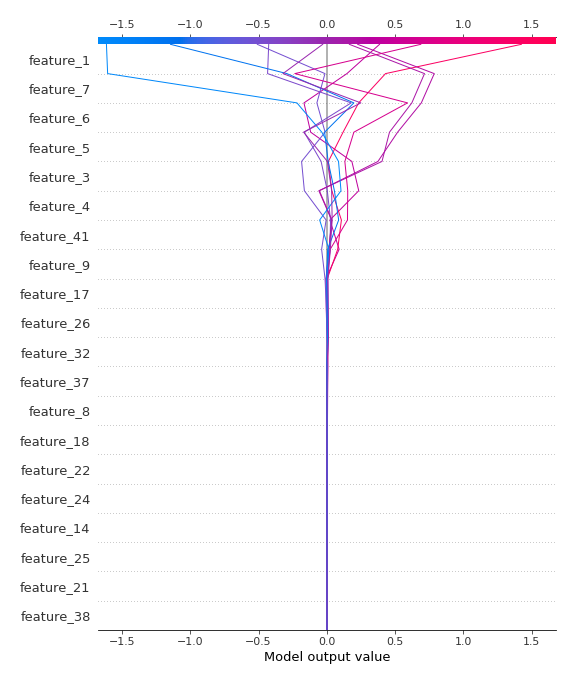 −1.5 −1.0 −0.5 0.0 0.5 1.0 1.5
feature_1
feature_7
feature_6
feature_5
feature_3
feature_4
feature_41
feature_9
feature_17
feature_26
feature_32
feature_37
feature_8
feature_18
feature_22
feature_24
feature_14
feature_25
feature_21
feature_38
−1.5 −1.0 −0.5 0.0 0.5 1.0 1.5
Model output value